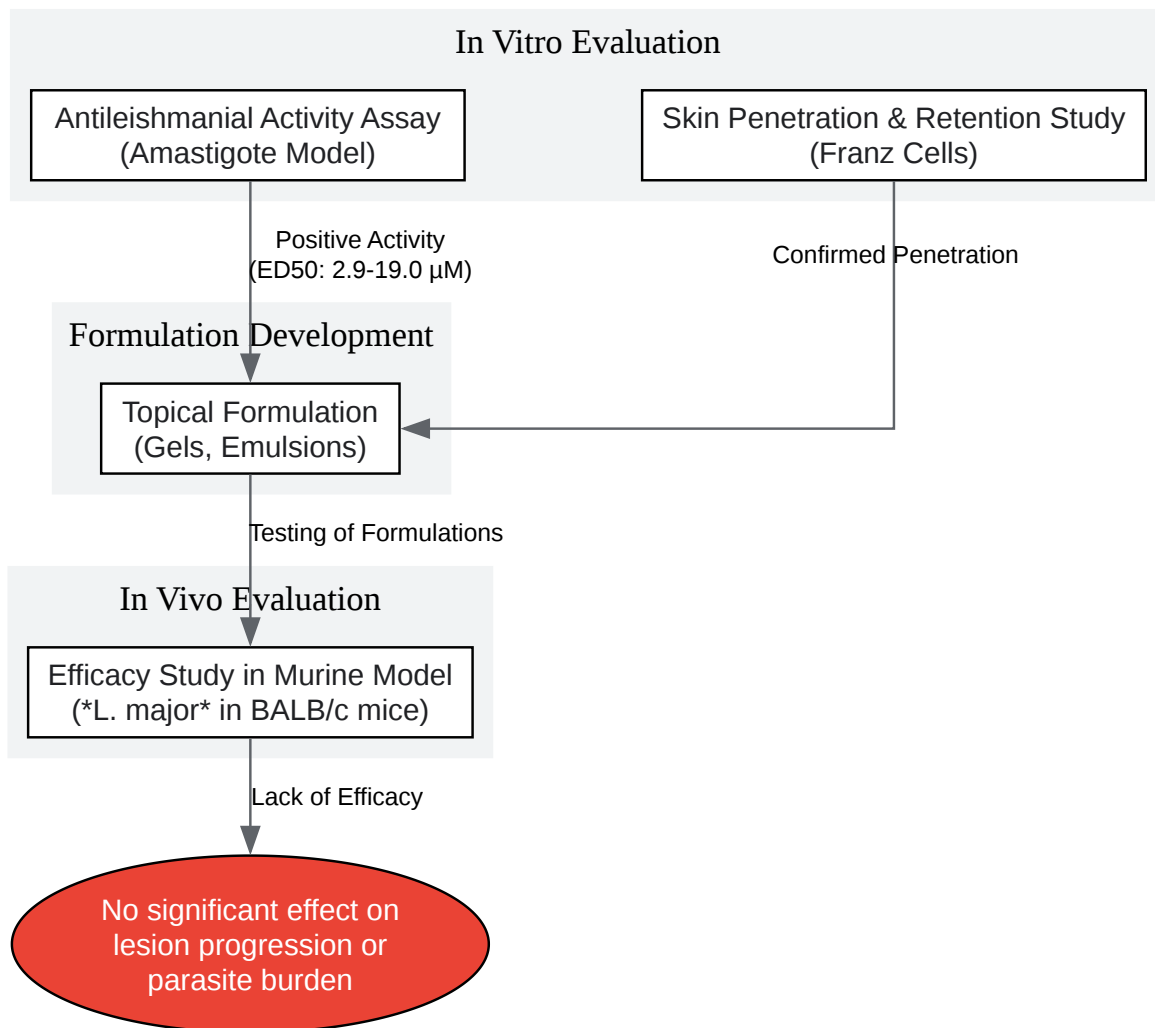 In Vitro Evaluation
Antileishmanial Activity Assay
(Amastigote Model)
Skin Penetration & Retention Study
(Franz Cells)
Positive Activity
(ED50: 2.9-19.0 µM)
Confirmed Penetration
Formulation Development
Topical Formulation
(Gels, Emulsions)
Testing of Formulations
In Vivo Evaluation
Efficacy Study in Murine Model
(*L. major* in BALB/c mice)
Lack of Efficacy
No significant effect on
lesion progression or
parasite burden